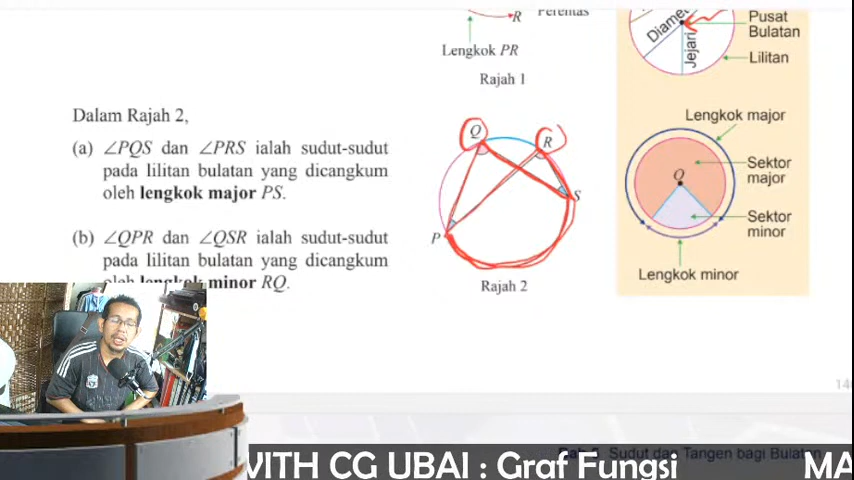 R
Perentas
Lengkok PR
Rajah 1
Diamet
Jejari
Pusat
Bulatan
Lilitan
Dalam Rajah 2,
(a) ∠PQS dan ∠PRS ialah sudut-sudut
pada lilitan bulatan yang dicangkum
oleh lengkok major PS.
(b) ∠QPR dan ∠QSR ialah sudut-sudut
pada lilitan bulatan yang dicangkum
oleh lengkok minor RQ.
Q
R
S
P
Rajah 2
Lengkok major
O
Sektor
major
Sektor
minor
Lengkok minor
Bab 6 Sudut dan Tangen bagi Bulatan
WITH CG UBAI : Graf Fungsi
MA